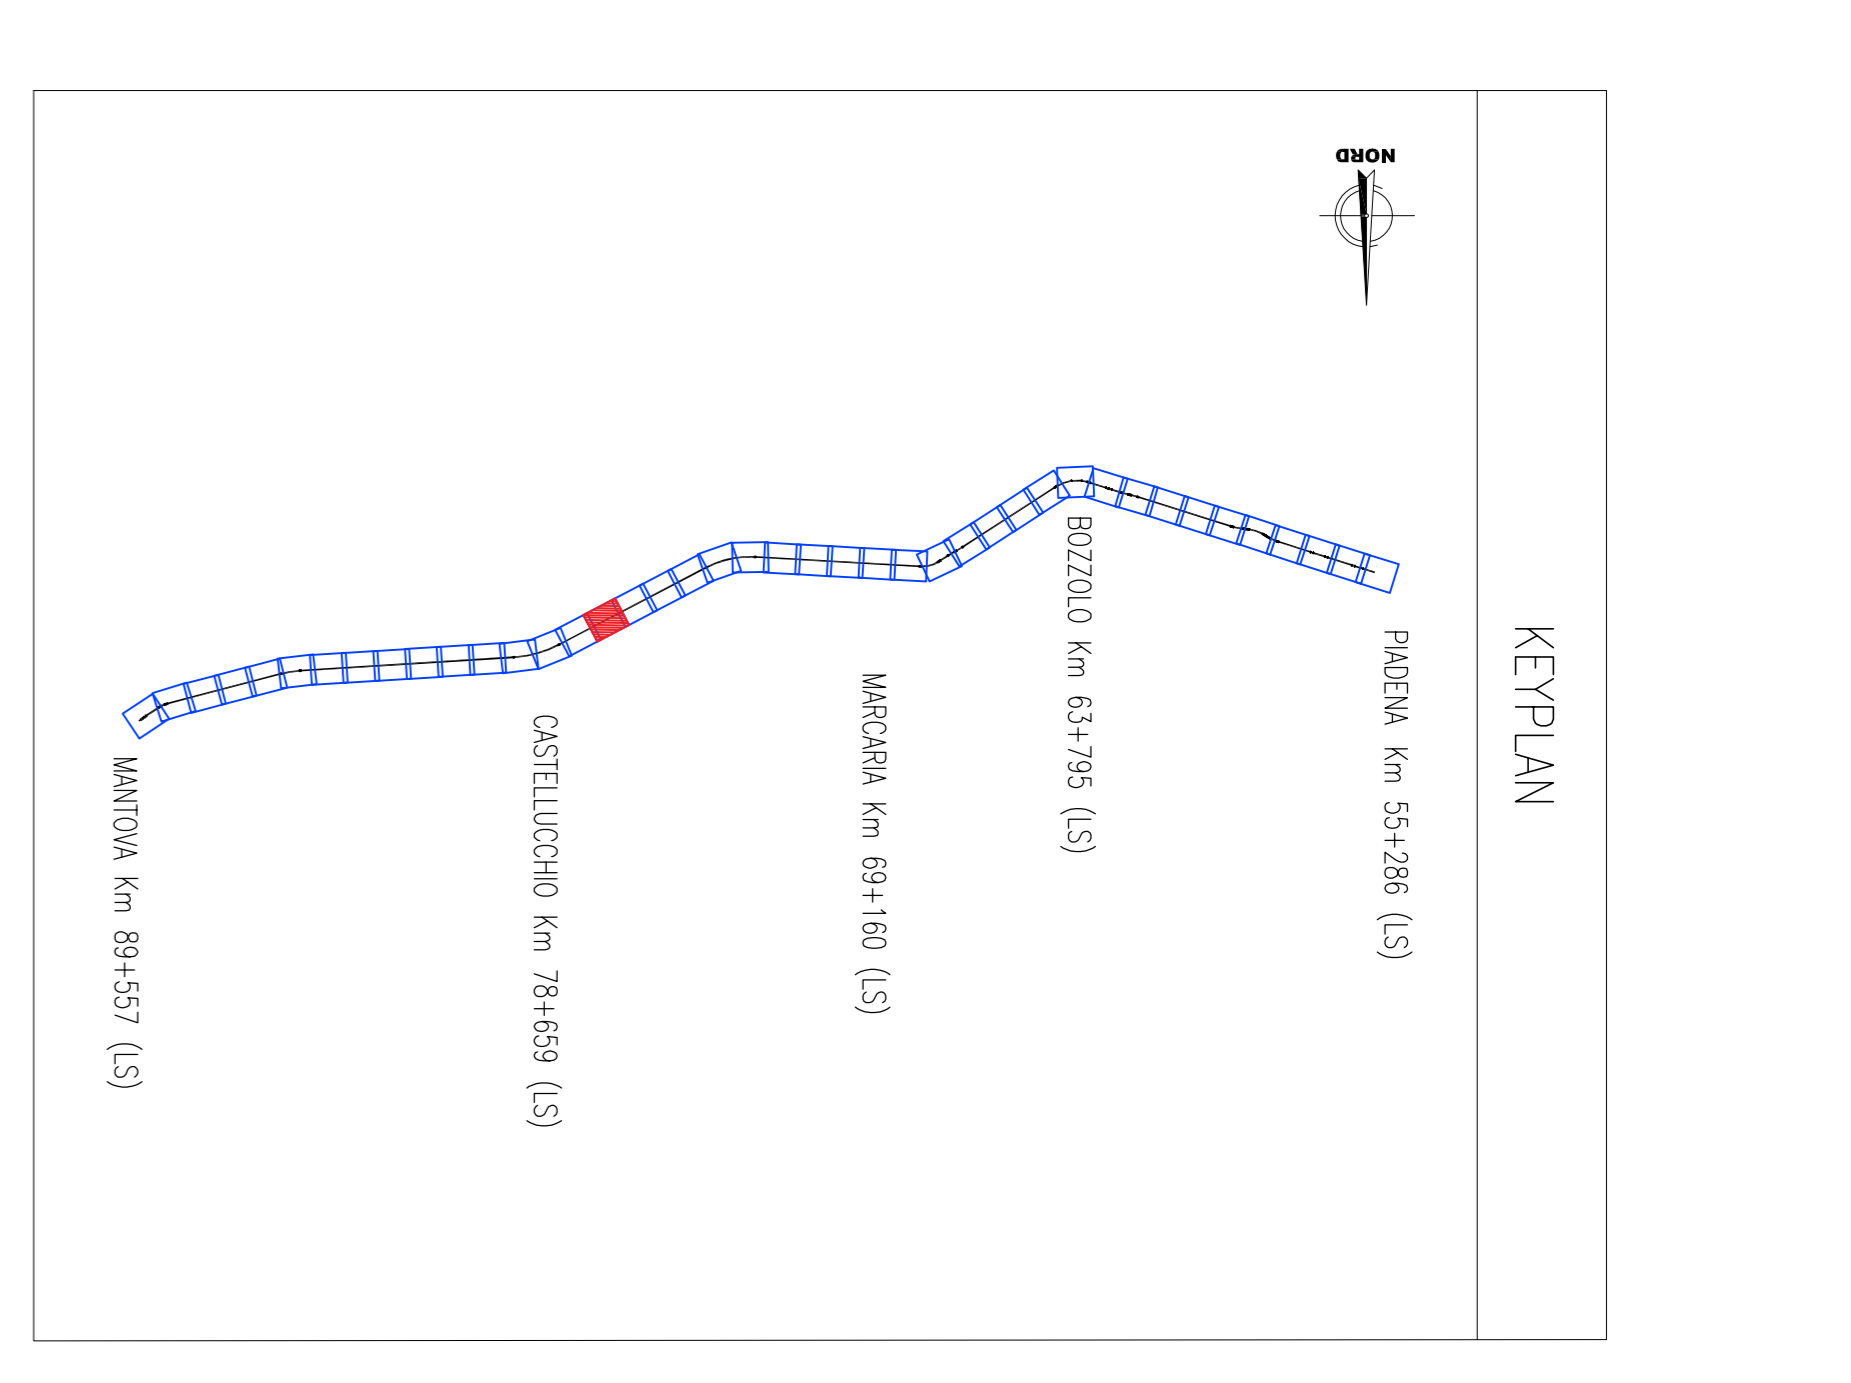 KEYPLAN
NORD
PIADENA Km 55+286 (LS)
BOZZOLO Km 63+795 (LS)
MARCARIA Km 69+160 (LS)
CASTELLUCCHIO Km 78+659 (LS)
MANTOVA Km 89+557 (LS)